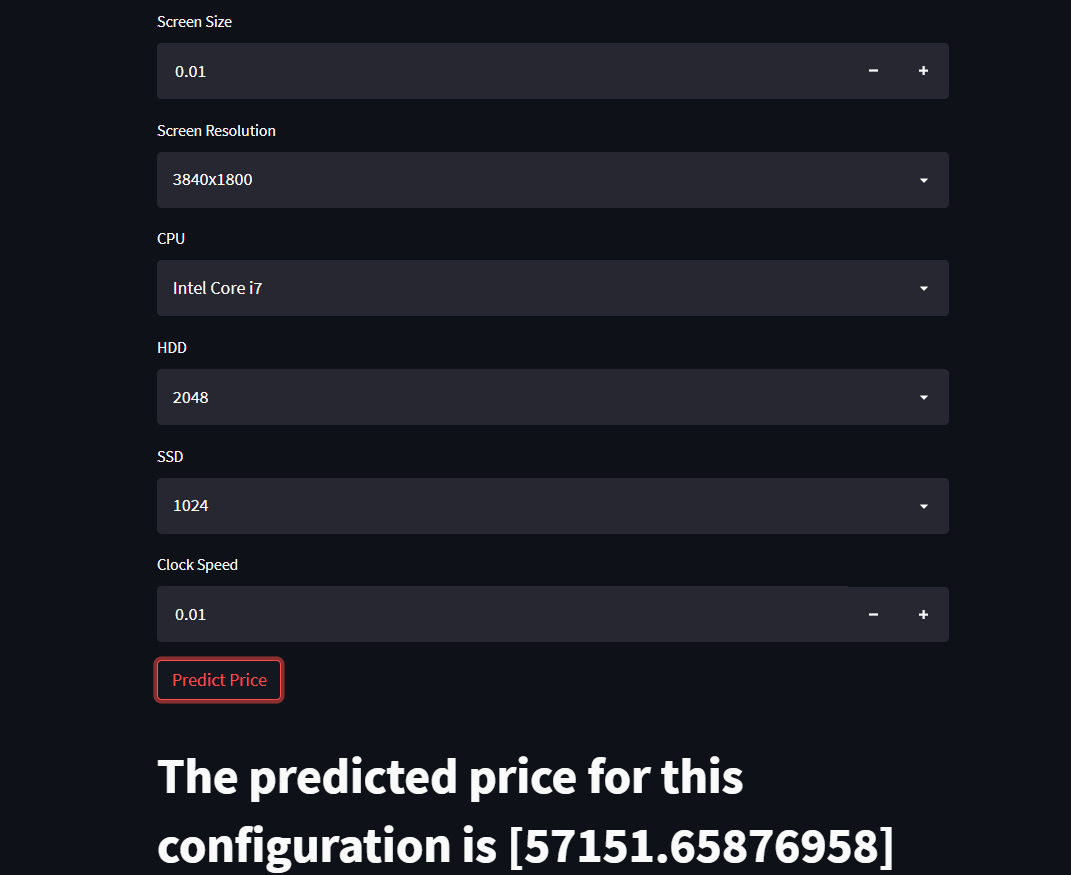 Screen Size
0.01
Screen Resolution
3840x1800
CPU
Intel Core i7
HDD
2048
SSD
1024
Clock Speed
0.01
Predict Price
The predicted price for this
configuration is [57151.65876958]